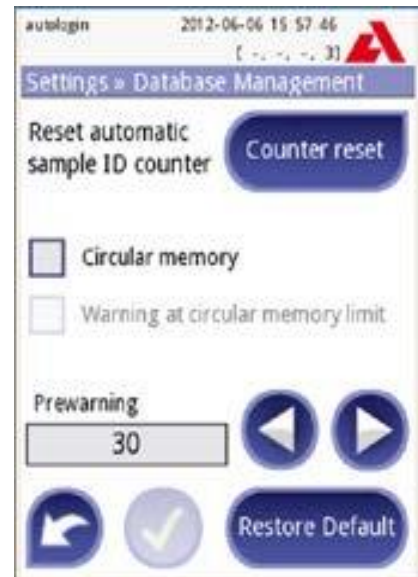 autologin 2012-06-06 15 57 46
[ -, -, -, 3]
Settings » Database Management
Reset automatic
sample ID counter
Counter reset
Circular memory
Warning at circular memory limit
Prewarning
30
Restore Default